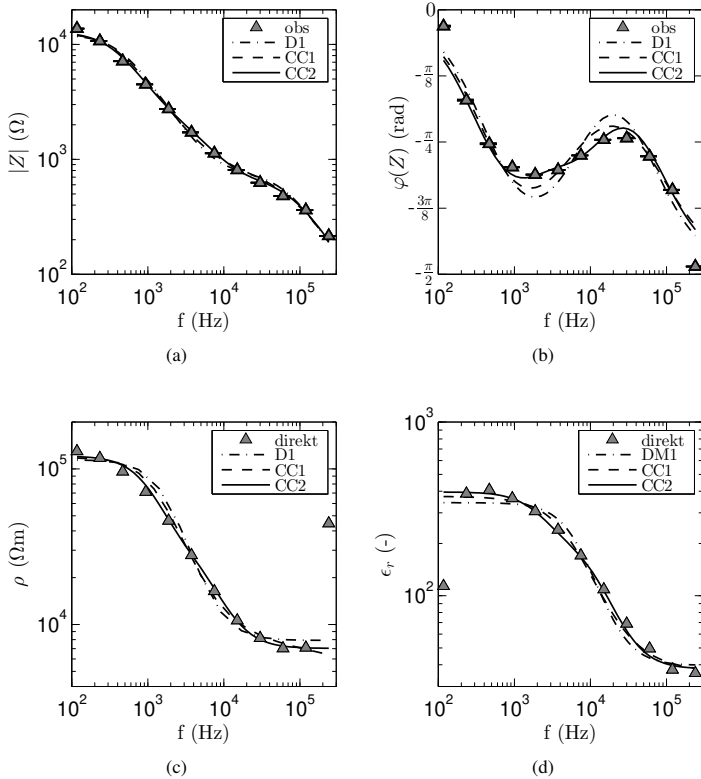 10^4
10^3
10^2
|Z| (Ω)
obs
D1
CC1
CC2
10^2 10^3 10^4 10^5
f (Hz)
(a)
0
-π/8
-π/4
-3π/8
-π/2
φ(Z) (rad)
obs
D1
CC1
CC2
10^2 10^3 10^4 10^5
f (Hz)
(b)
10^5
10^4
ρ (Ωm)
direkt
D1
CC1
CC2
10^2 10^3 10^4 10^5
f (Hz)
(c)
10^3
10^2
ϵ_r (-)
direkt
DM1
CC1
CC2
10^2 10^3 10^4 10^5
f (Hz)
(d)